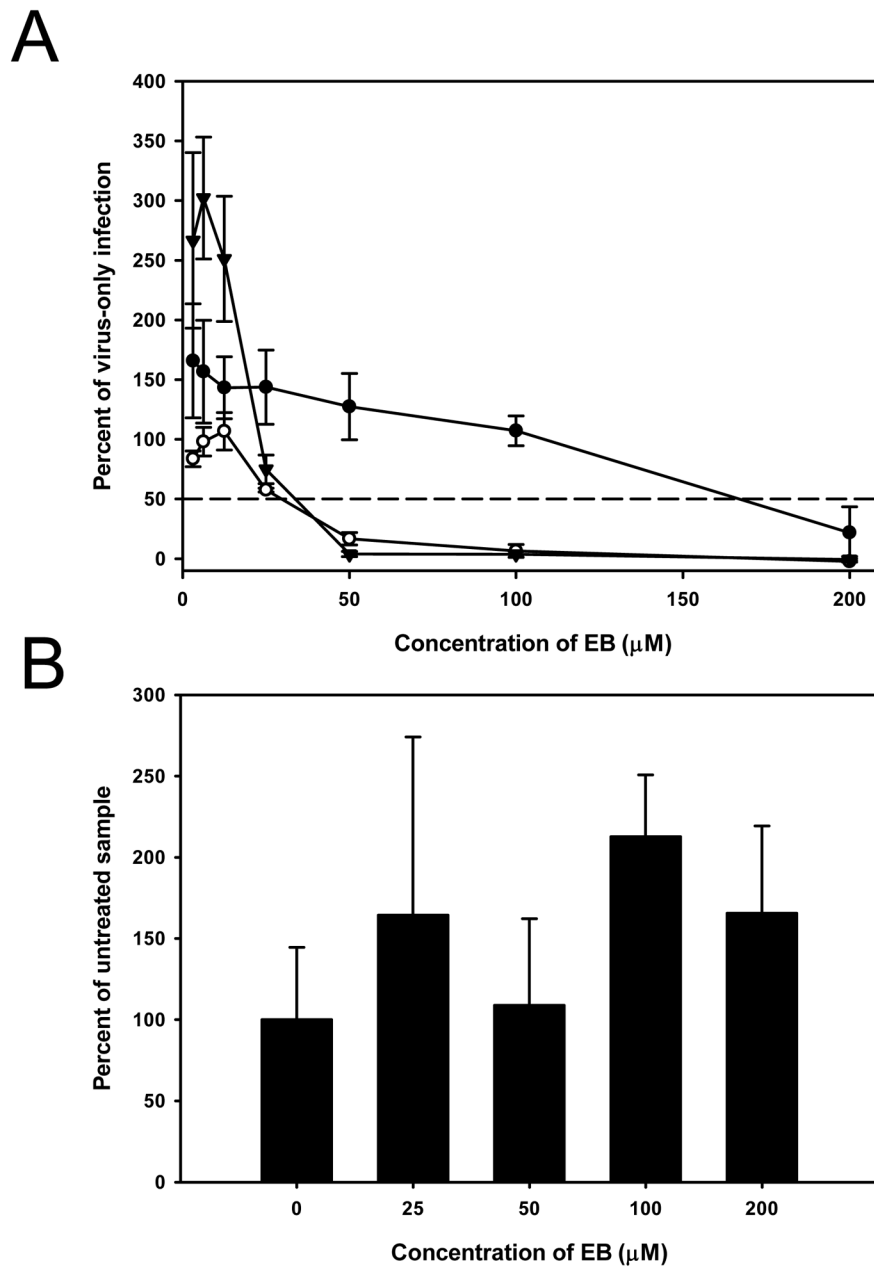 A
400
350
300
250
200
150
100
50
0
Percent of virus-only infection
0 50 100 150 200
Concentration of EB (μM)
B
300
250
200
150
100
50
0
Percent of untreated sample
0 25 50 100 200
Concentration of EB (μM)